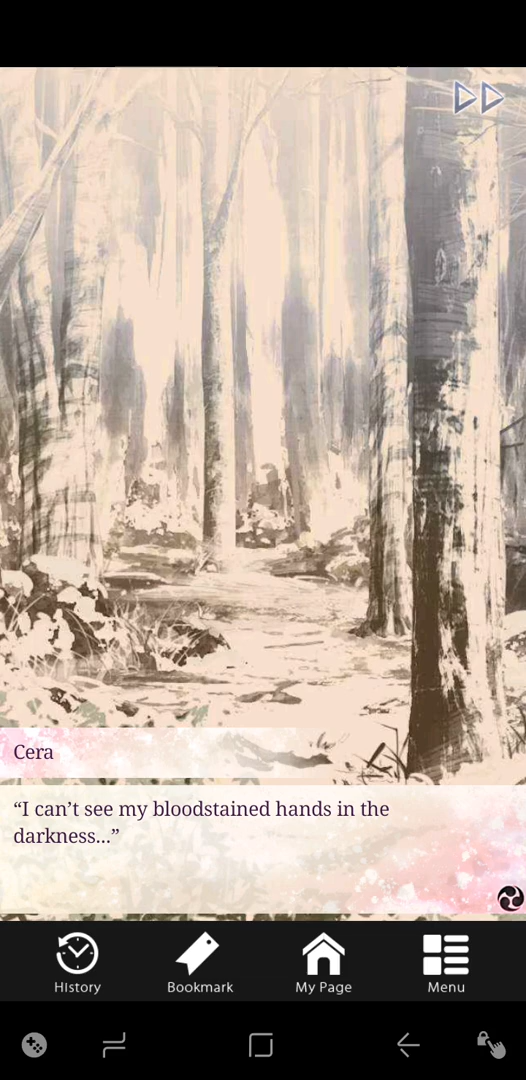 Cera
“I can’t see my bloodstained hands in the
darkness...”
History
Bookmark
My Page
Menu